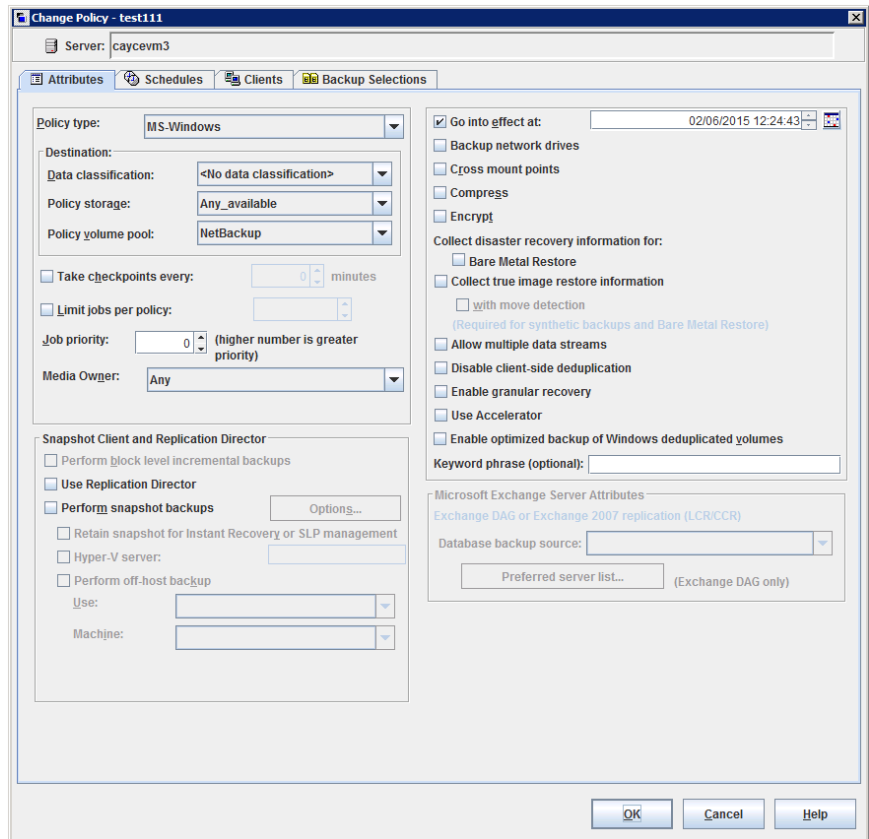 Change Policy - test111
Server: caycevm3
Attributes
Schedules
Clients
Backup Selections
Policy type:
MS-Windows
Destination:
Data classification:
<No data classification>
Policy storage:
Any_available
Policy volume pool:
NetBackup
Take checkpoints every:
0
minutes
Limit jobs per policy:
Job priority:
0
(higher number is greater
priority)
Media Owner:
Any
Snapshot Client and Replication Director
Perform block level incremental backups
Use Replication Director
Perform snapshot backups
Options...
Retain snapshot for Instant Recovery or SLP management
Hyper-V server:
Perform off-host backup
Use:
Machine:
Go into effect at:
02/06/2015 12:24:43
Backup network drives
Cross mount points
Compress
Encrypt
Collect disaster recovery information for:
Bare Metal Restore
Collect true image restore information
with move detection
(Required for synthetic backups and Bare Metal Restore)
Allow multiple data streams
Disable client-side deduplication
Enable granular recovery
Use Accelerator
Enable optimized backup of Windows deduplicated volumes
Keyword phrase (optional):
Microsoft Exchange Server Attributes
Exchange DAG or Exchange 2007 replication (LCR/CCR)
Database backup source:
Preferred server list...
(Exchange DAG only)
OK
Cancel
Help